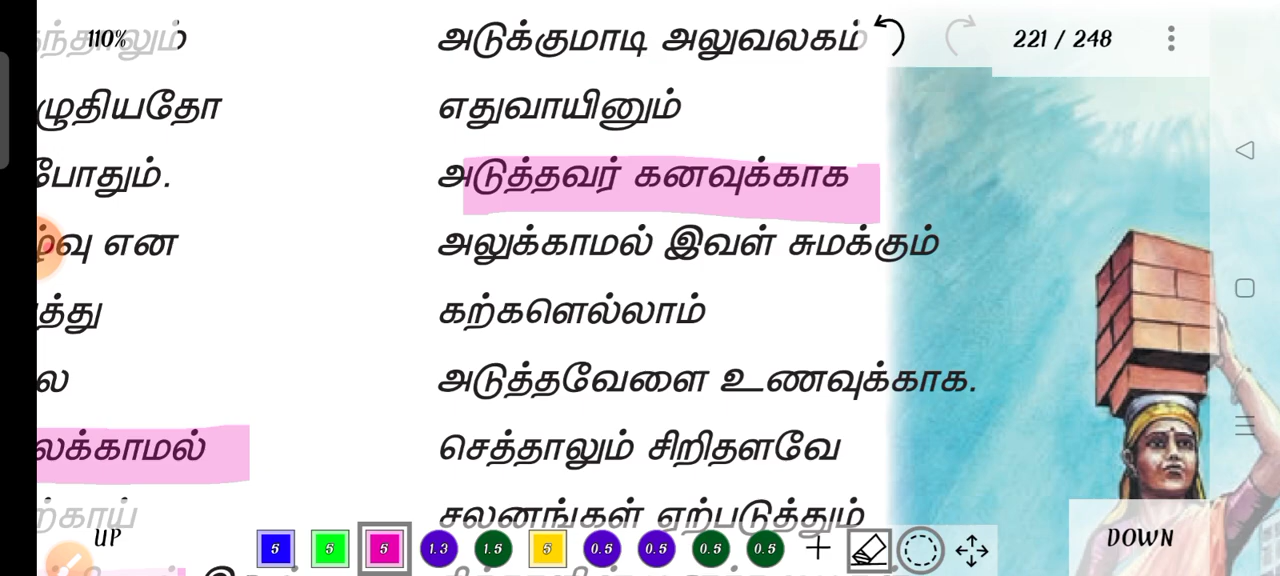 110%
221 / 248
எழுதியதோ
போதும்.
என
லக்காமல்
அடுக்குமாடி அலுவலகம்
எதுவாயினும்
அடுத்தவர் கனவுக்காக
அலுக்காமல் இவள் சுமக்கும்
கற்களெல்லாம்
அடுத்தவேளை உணவுக்காக.
செத்தாலும் சிறிதளவே
சலனங்கள் ஏற்படுத்தும்
UP
5 5 5 1.3 1.5 5 0.5 0.5 0.5 0.5
DOWN